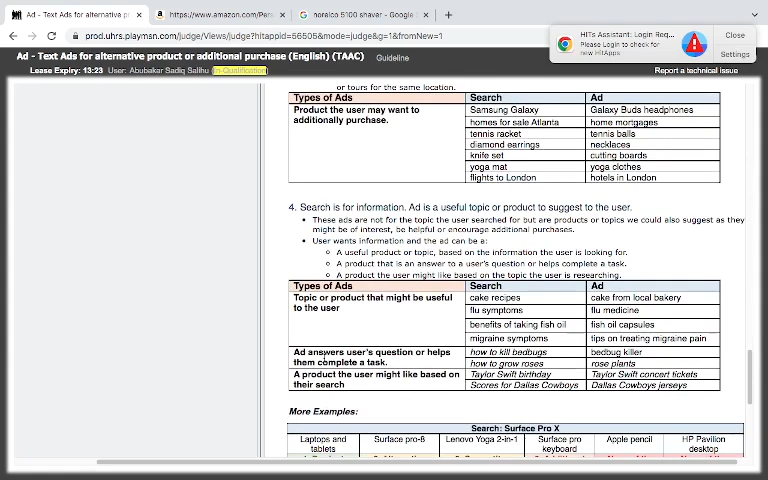 Ad - Text Ads for alternative pr
https://www.amazon.com/Pers
norelco 5100 shaver - Google
prod.uhrs.playmsn.com/judge/Views/judge?hitappid=56505&mode=judge&g=1&fromNew=1
HITs Assistant: Login Req...
Please Login to check for
new HitApps
Close
Settings
Ad - Text Ads for alternative product or additional purchase (English) (TAAC)
Guideline
Lease Expiry: 13:23 User: Abubakar Sadiq Salihu (In-Qualification)
Report a technical issue
or tours for the same location.
Types of Ads Search Ad
Product the user may want to additionally purchase.
Samsung Galaxy Galaxy Buds headphones
homes for sale Atlanta home mortgages
tennis racket tennis balls
diamond earrings necklaces
knife set cutting boards
yoga mat yoga clothes
flights to London hotels in London
4. Search is for information. Ad is a useful topic or product to suggest to the user.
• These ads are not for the topic the user searched for but are products or topics we could also suggest as they
might be of interest, be helpful or encourage additional purchases.
• User wants information and the ad can be a:
o A useful product or topic, based on the information the user is looking for.
o A product that is an answer to a user's question or helps complete a task.
o A product the user might like based on the topic the user is researching.
Types of Ads Search Ad
Topic or product that might be useful to the user
cake recipes cake from local bakery
flu symptoms flu medicine
benefits of taking fish oil fish oil capsules
migraine symptoms tips on treating migraine pain
Ad answers user's question or helps them complete a task.
how to kill bedbugs bedbug killer
how to grow roses rose plants
A product the user might like based on their search
Taylor Swift birthday Taylor Swift concert tickets
Scores for Dallas Cowboys Dallas Cowboys jerseys
More Examples:
Search: Surface Pro X
Laptops and tablets
Surface pro-8
Lenovo Yoga 2-in-1
Surface pro keyboard
Apple pencil
HP Pavilion desktop